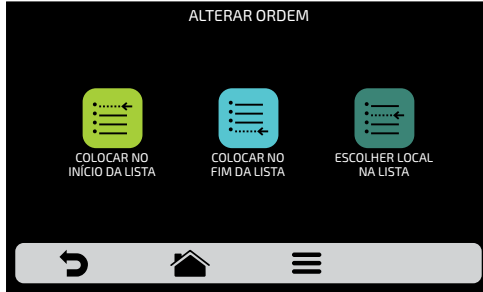 ALTERAR ORDEM
COLOCAR NO
INÍCIO DA LISTA
COLOCAR NO
FIM DA LISTA
ESCOLHER LOCAL
NA LISTA